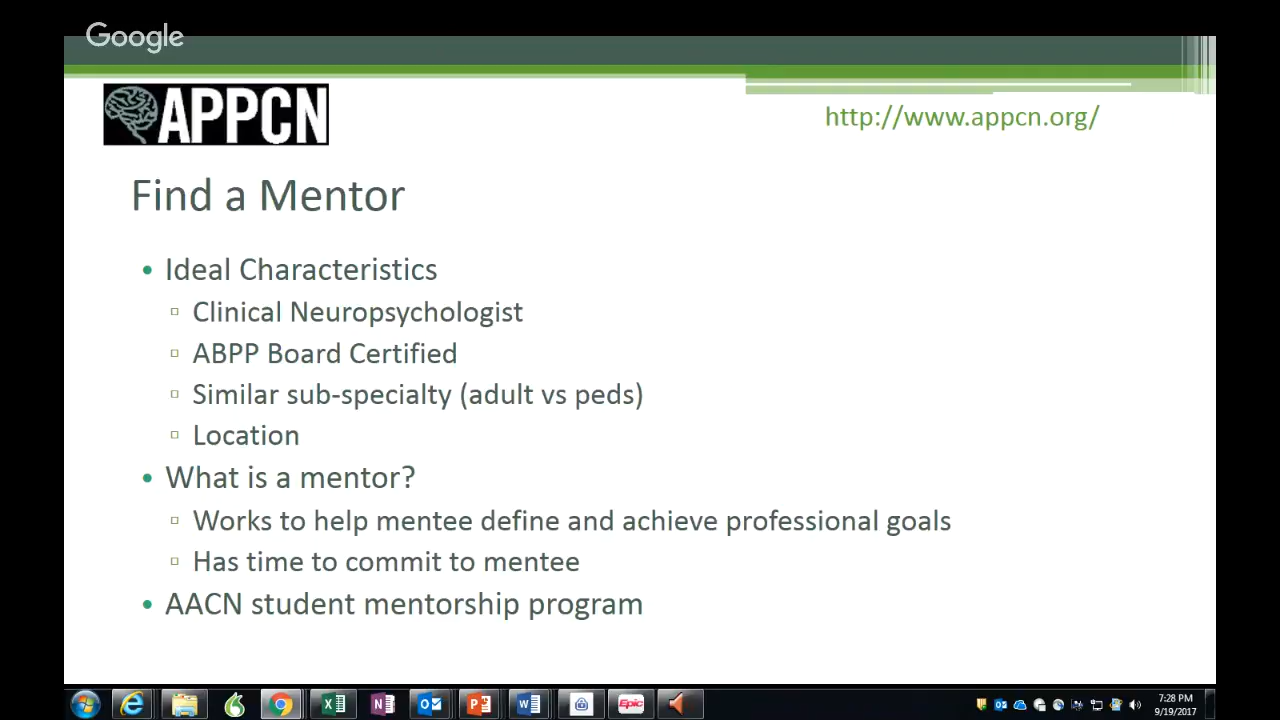 Google
APPCN
http://www.appcn.org/
Find a Mentor
• Ideal Characteristics
▫ Clinical Neuropsychologist
▫ ABPP Board Certified
▫ Similar sub-specialty (adult vs peds)
▫ Location
• What is a mentor?
▫ Works to help mentee define and achieve professional goals
▫ Has time to commit to mentee
• AACN student mentorship program
Epic
7:28 PM
9/19/2017